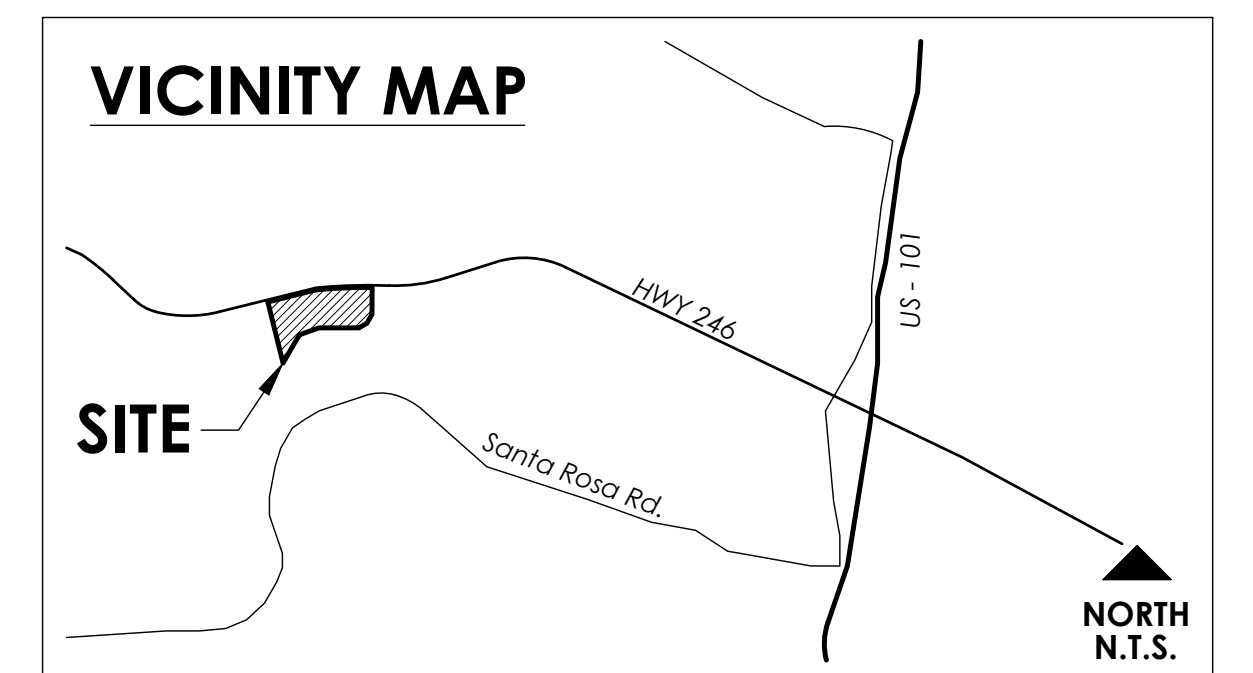 VICINITY MAP
US - 101
HWY 246
SITE
Santa Rosa Rd.
NORTH
N.T.S.